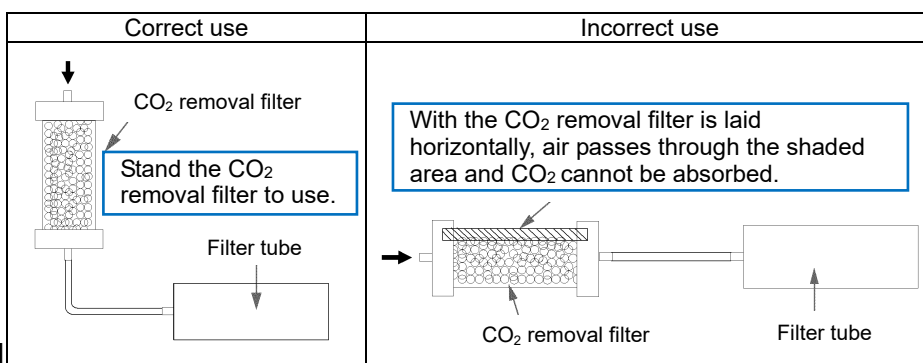 Correct use
CO₂ removal filter
Stand the CO₂
removal filter to use.
Filter tube
Incorrect use
With the CO₂ removal filter is laid
horizontally, air passes through the shaded
area and CO₂ cannot be absorbed.
CO₂ removal filter
Filter tube